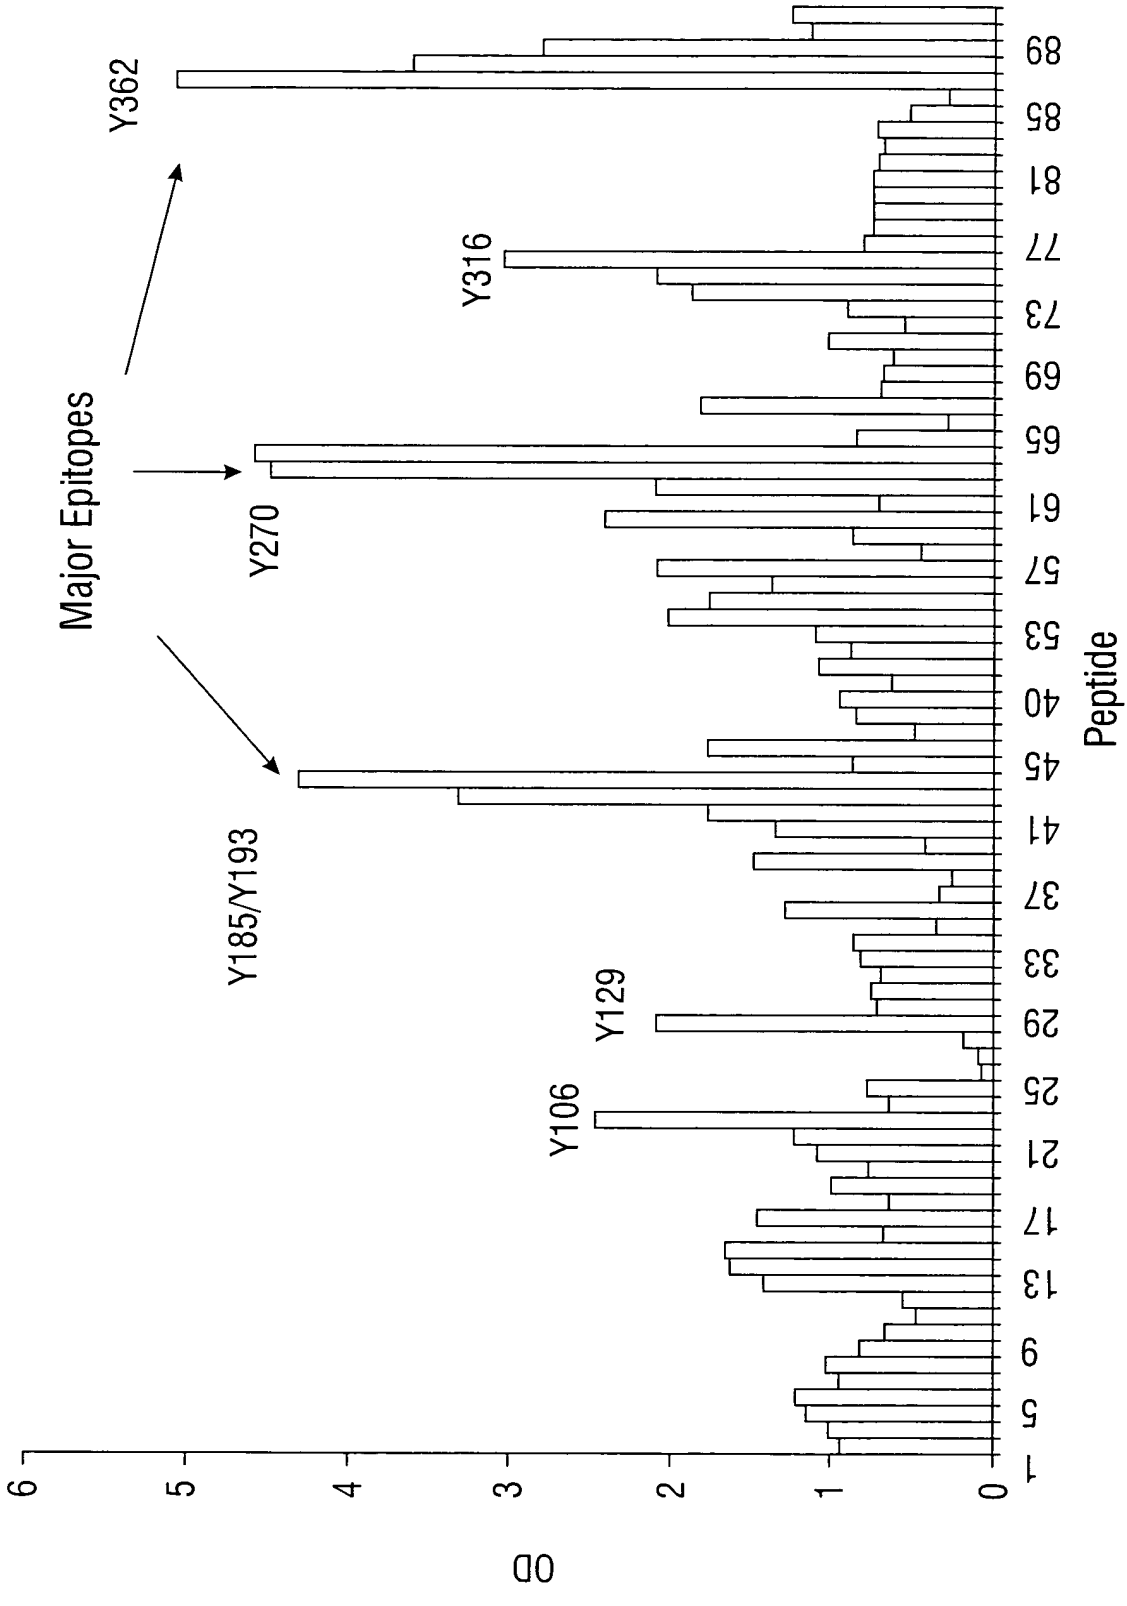 Major Epitopes
Y362
Y185/Y193
Y270
Y316
Y106
Y129
OD
6
5
4
3
2
1
0
1 5 9 13 17 21 25 29 33 37 41 45 40 53 57 61 65 69 73 77 81 85 89
Peptide